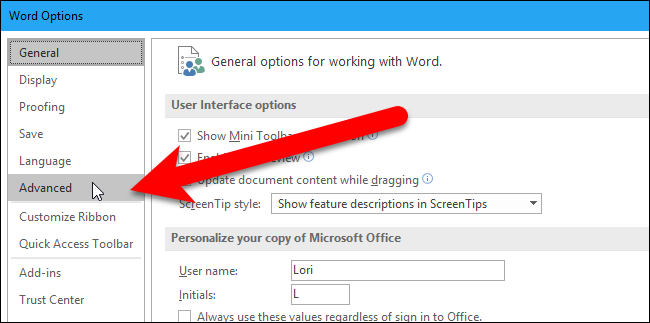 Word Options
General
Display
Proofing
Save
Language
Advanced
Customize Ribbon
Quick Access Toolbar
Add-ins
Trust Center
General options for working with Word.
User Interface options
Show Mini Toolba
Ena view
Update document content while dragging
ScreenTip style: Show feature descriptions in ScreenTips
Personalize your copy of Microsoft Office
User name: Lori
Initials: L
Always use these values regardless of sign in to Office.